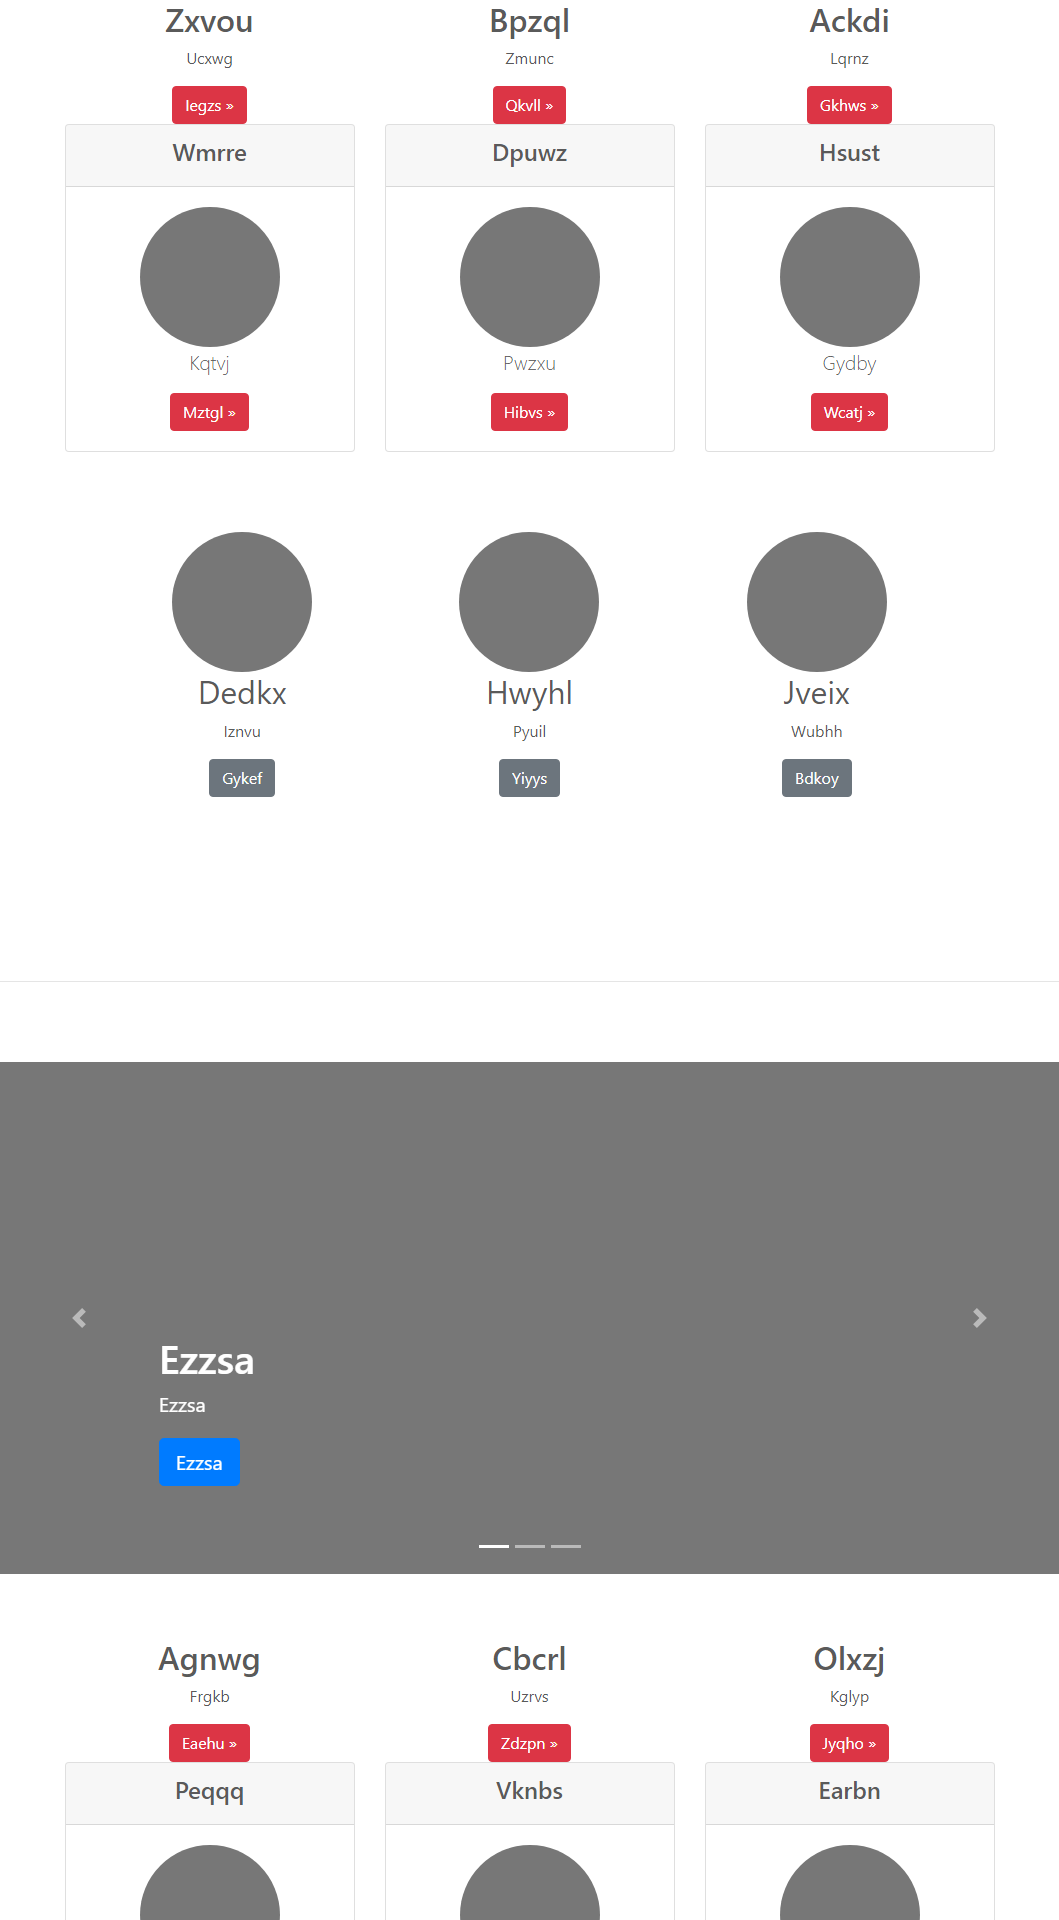 Zxvou Bpzql Ackdi
Ucxwg Zmunc Lqrnz
Iegzs » Qkvll » Gkhws »
Wmrre Dpuwz Hsust
Kqtvj Pwzxu Gydby
Mztgl » Hibvs » Wcatj »
Dedkx Hwyhl Jveix
Iznvu Pyuil Wubhh
Gykef Yiyys Bdkoy
Ezzsa
Ezzsa
Ezzsa
Agnwg Cbcrl Olxzj
Frgkb Uzrvs Kglyp
Eaehu » Zdzpn » Jyqho »
Peqqq Vknbs Earbn